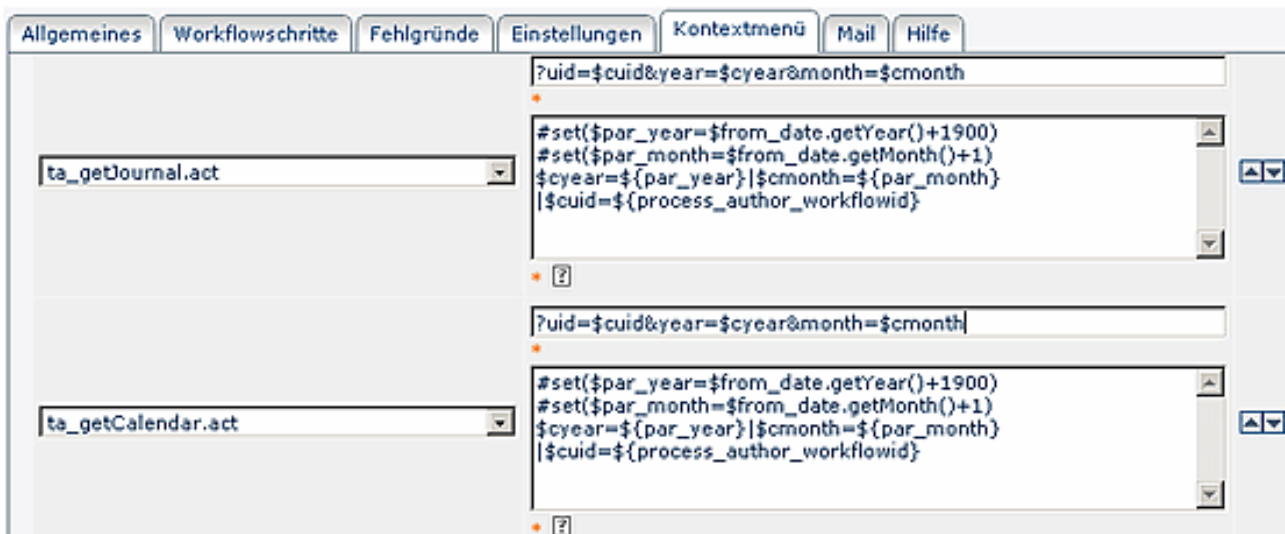 Allgemeines Workflowschritte Fehlgründe Einstellungen Kontextmenü Mail Hilfe
?uid=$cuid&year=$cyear&month=$cmonth
*
ta_getJournal.act
#set($par_year=$from_date.getYear()+1900)
#set($par_month=$from_date.getMonth()+1)
$cyear=${par_year}|$cmonth=${par_month}
|$cuid=${process_author_workflowid}
* ?
?uid=$cuid&year=$cyear&month=$cmonth
*
ta_getCalendar.act
#set($par_year=$from_date.getYear()+1900)
#set($par_month=$from_date.getMonth()+1)
$cyear=${par_year}|$cmonth=${par_month}
|$cuid=${process_author_workflowid}
* ?